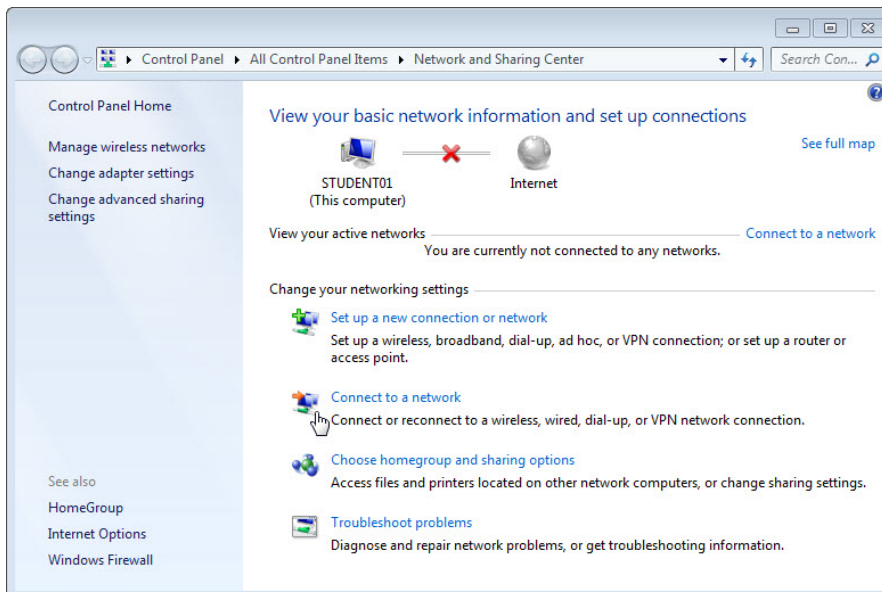 Control Panel ▸ All Control Panel Items ▸ Network and Sharing Center
Search Con...
Control Panel Home
Manage wireless networks
Change adapter settings
Change advanced sharing
settings
See also
HomeGroup
Internet Options
Windows Firewall
View your basic network information and set up connections
See full map
STUDENT01
(This computer)
Internet
View your active networks
Connect to a network
You are currently not connected to any networks.
Change your networking settings
Set up a new connection or network
Set up a wireless, broadband, dial-up, ad hoc, or VPN connection; or set up a router or
access point.
Connect to a network
Connect or reconnect to a wireless, wired, dial-up, or VPN network connection.
Choose homegroup and sharing options
Access files and printers located on other network computers, or change sharing settings.
Troubleshoot problems
Diagnose and repair network problems, or get troubleshooting information.